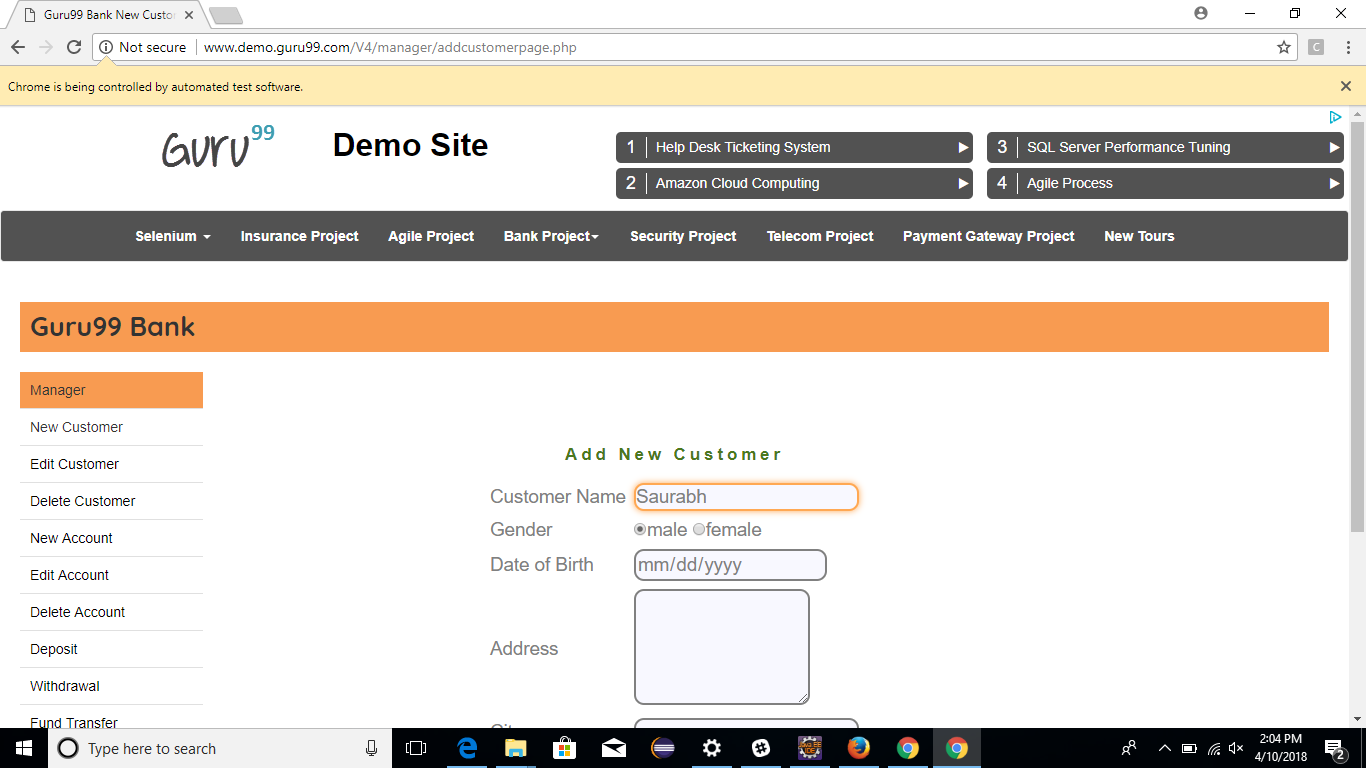 Guru99 Bank New Custo
Not secure
www.demo.guru99.com/V4/manager/addcustomerpage.php
C
Chrome is being controlled by automated test software.
Guru99
Demo Site
1 Help Desk Ticketing System
3 SQL Server Performance Tuning
2 Amazon Cloud Computing
4 Agile Process
Selenium Insurance Project Agile Project Bank Project Security Project Telecom Project Payment Gateway Project New Tours
Guru99 Bank
Manager
New Customer
Edit Customer
Delete Customer
New Account
Edit Account
Delete Account
Deposit
Withdrawal
Fund Transfer
Add New Customer
Customer Name Saurabh
Gender male female
Date of Birth mm/dd/yyyy
Address
City
Type here to search
2:04 PM
4/10/2018
2